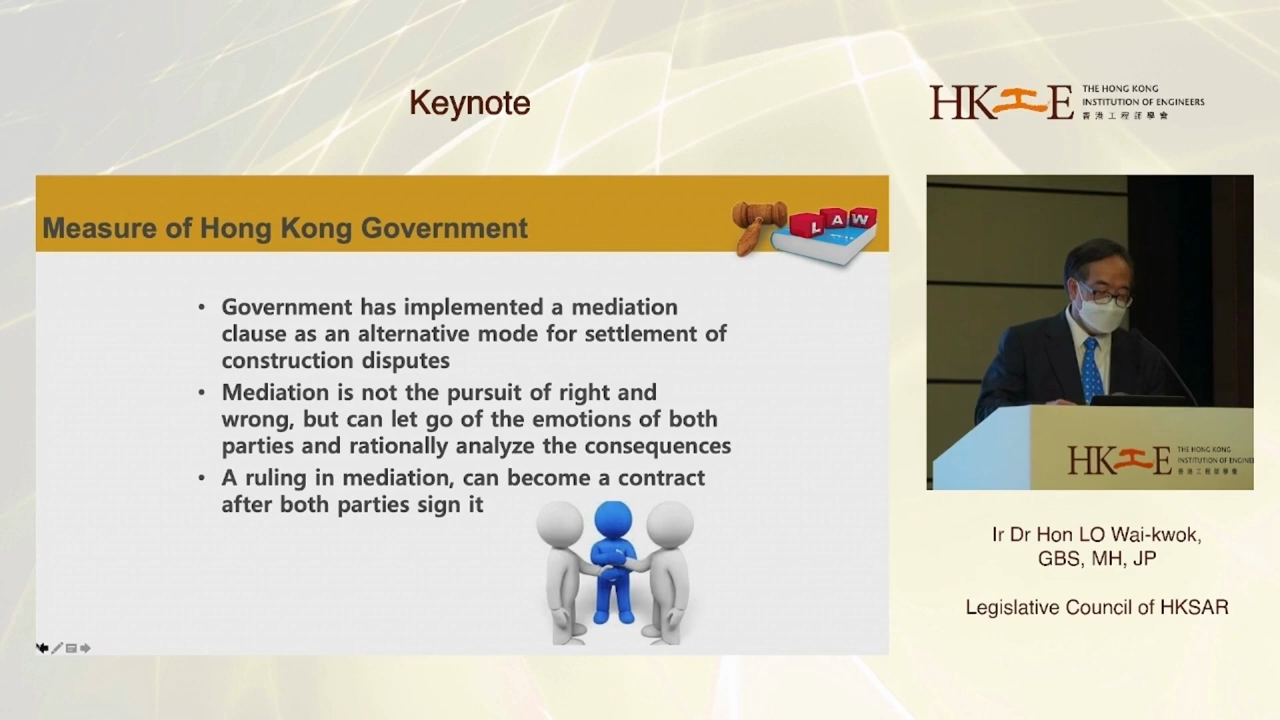 Keynote
HKIE
THE HONG KONG
INSTITUTION OF ENGINEERS
香港工程師學會
Measure of Hong Kong Government
LAW
• Government has implemented a mediation
clause as an alternative mode for settlement of
construction disputes
• Mediation is not the pursuit of right and
wrong, but can let go of the emotions of both
parties and rationally analyze the consequences
• A ruling in mediation, can become a contract
after both parties sign it
HKIE
THE HONG KONG
INSTITUTION OF ENGINEE
香港工程師學會
Ir Dr Hon LO Wai-kwok,
GBS, MH, JP
Legislative Council of HKSAR